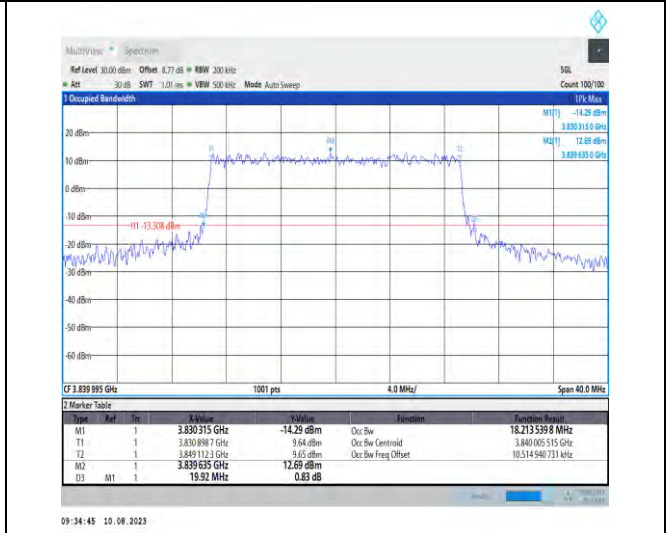 MultiView Spectrum
Ref Level 30.00 dBm Offset 8.77 dB RBW 200 kHz SGL
Att 30 dB SWT 1.01 ms VBW 500 kHz Mode Auto Sweep Count 100/100
1 Occupied Bandwidth 1Pk Max
M1[1] -14.29 dBm
3.830 315 0 GHz
M2[1] 12.69 dBm
3.839 635 0 GHz
20 dBm
T1 M2 T2
10 dBm
0 dBm
-10 dBm
H1 -13.308 dBm
-20 dBm
-30 dBm
-40 dBm
-50 dBm
-60 dBm
CF 3.839 995 GHz 1001 pts 4.0 MHz/ Span 40.0 MHz
2 Marker Table
Type Ref Trc X-Value Y-Value Function Function Result
M1 1 3.830 315 GHz -14.29 dBm Occ Bw 18.213 539 8 MHz
T1 1 3.830 898 7 GHz 9.64 dBm Occ Bw Centroid 3.840 005 515 GHz
T2 1 3.849 112 3 GHz 9.65 dBm Occ Bw Freq Offset 10.514 940 731 kHz
M2 1 3.839 635 GHz 12.69 dBm
D3 M1 1 19.92 MHz 0.83 dB
09:34:45 10.08.2023